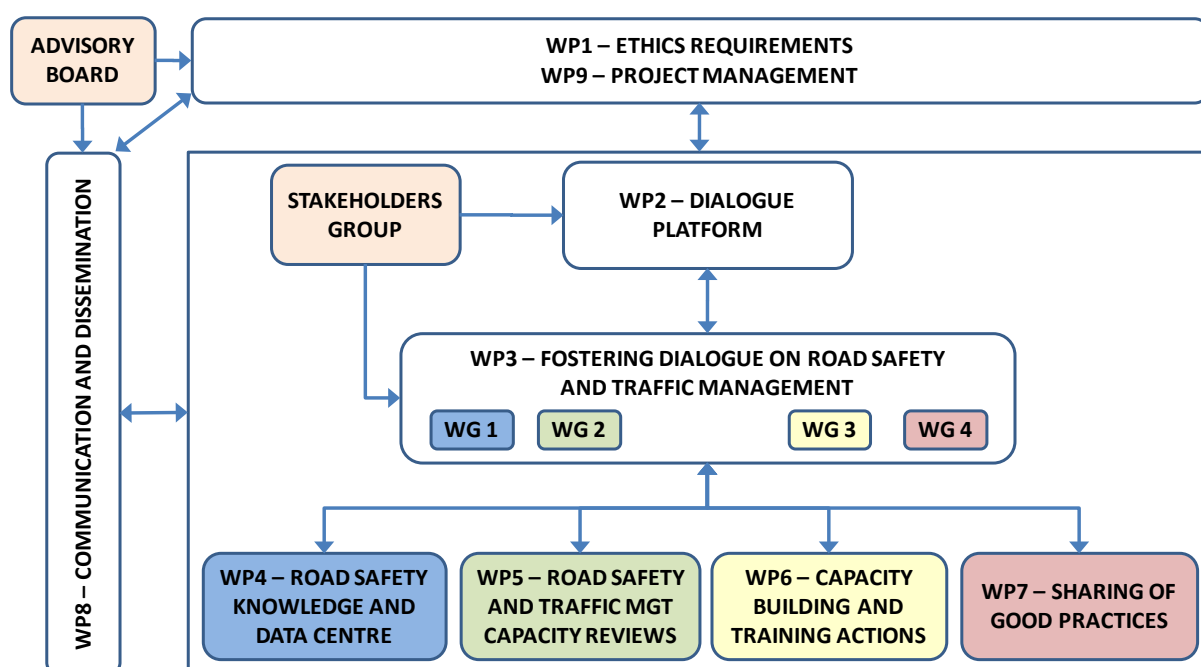 ADVISORY
BOARD
WP1 – ETHICS REQUIREMENTS
WP9 – PROJECT MANAGEMENT
WP8 – COMMUNICATION AND DISSEMINATION
STAKEHOLDERS
GROUP
WP2 – DIALOGUE
PLATFORM
WP3 – FOSTERING DIALOGUE ON ROAD SAFETY
AND TRAFFIC MANAGEMENT
WG 1
WG 2
WG 3
WG 4
WP4 – ROAD SAFETY
KNOWLEDGE AND
DATA CENTRE
WP5 – ROAD SAFETY
AND TRAFFIC MGT
CAPACITY REVIEWS
WP6 – CAPACITY
BUILDING AND
TRAINING ACTIONS
WP7 – SHARING OF
GOOD PRACTICES